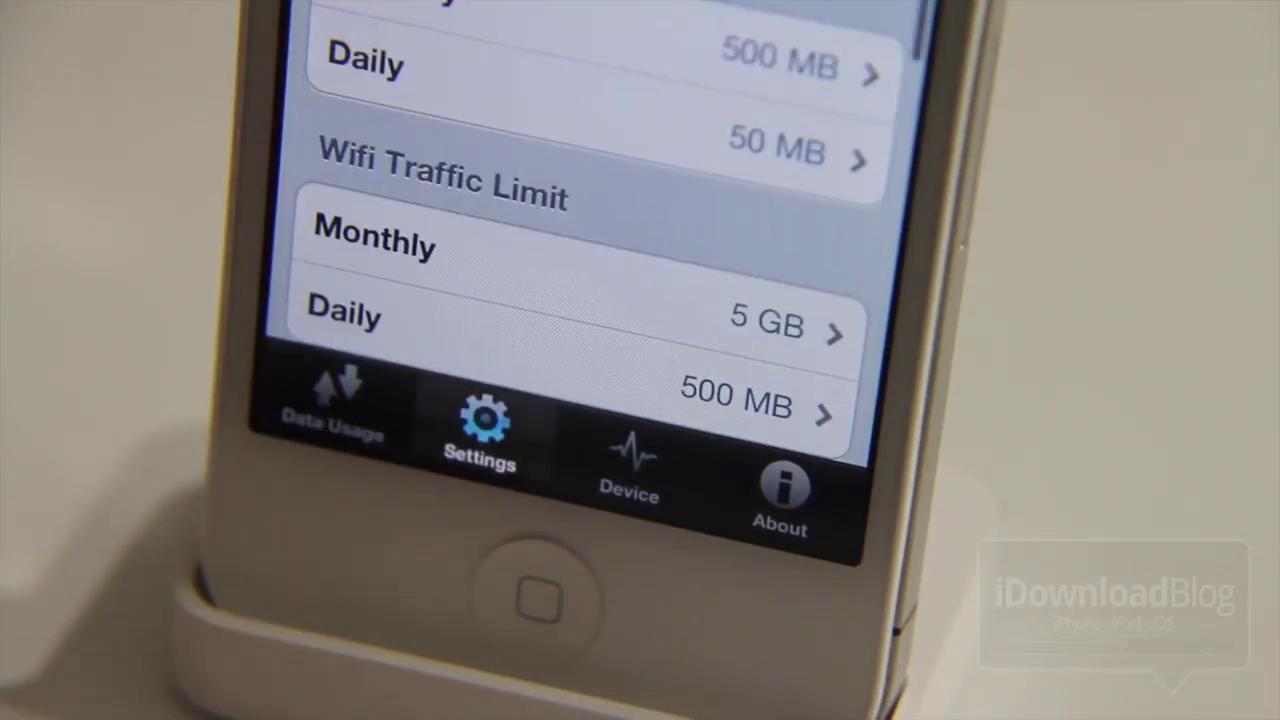 500 MB
Daily
50 MB
Wifi Traffic Limit
Monthly
5 GB
Daily
500 MB
Data Usage
Settings
Device
About
iDownloadBlog
iPhone • iPad • iOS